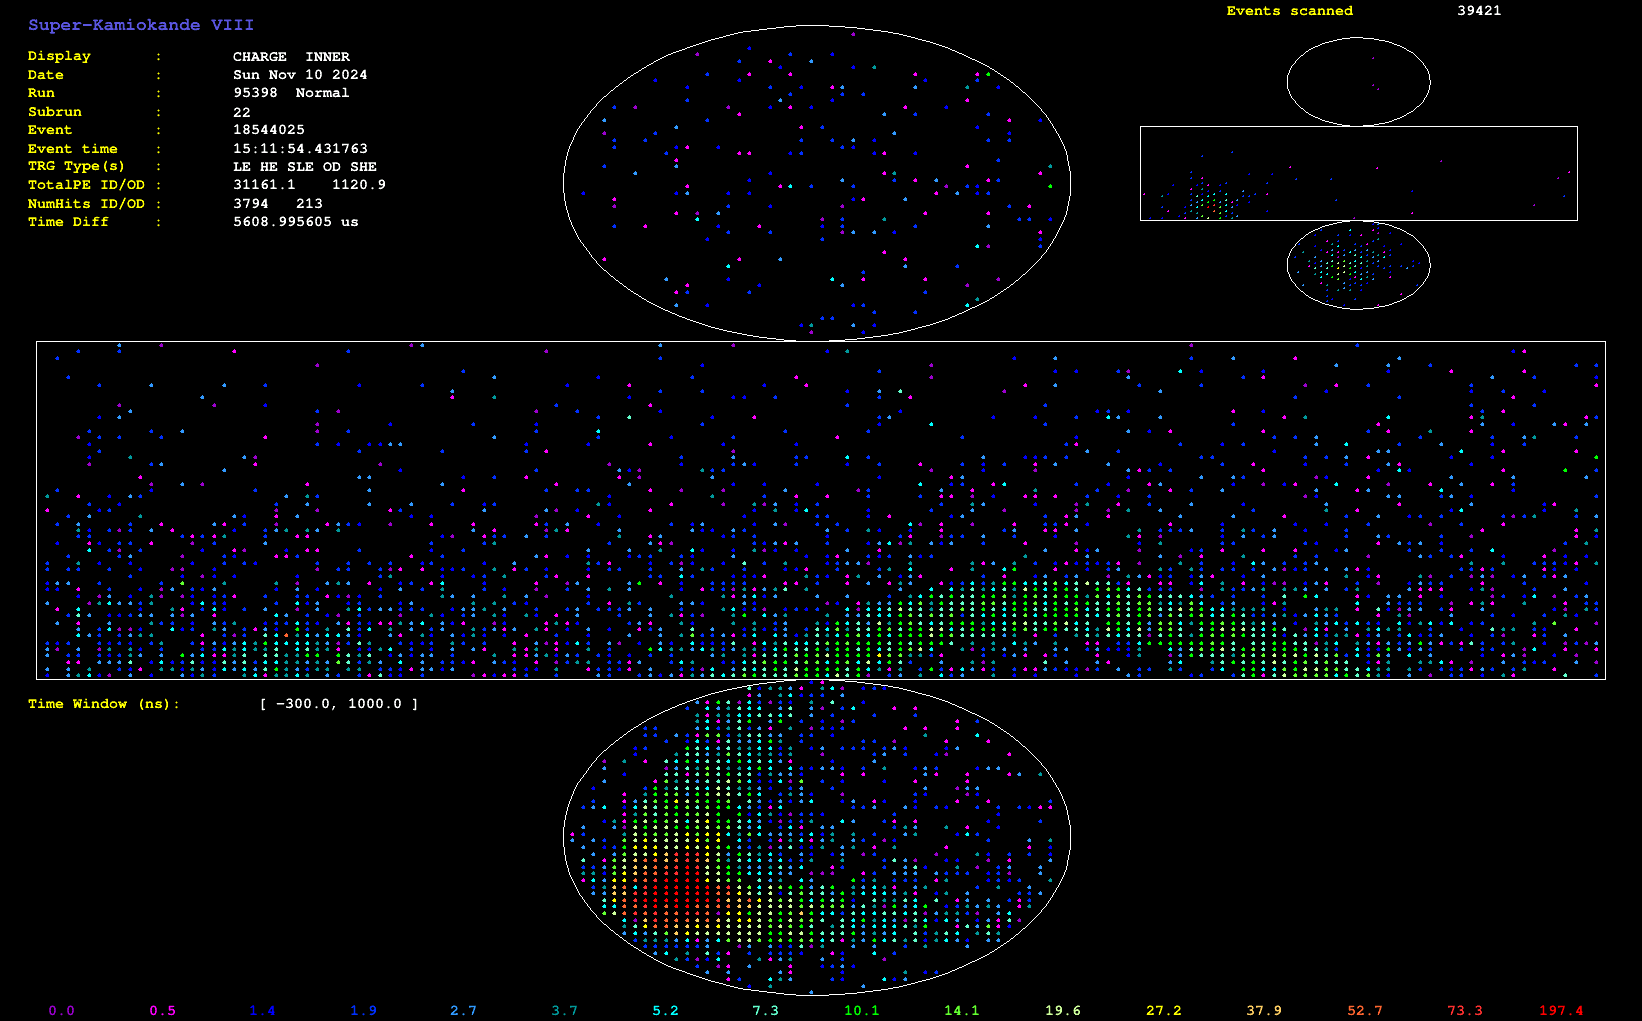 Super-Kamiokande VIII
Events scanned 39421
Display : CHARGE INNER
Date : Sun Nov 10 2024
Run : 95398 Normal
Subrun : 22
Event : 18544025
Event time : 15:11:54.431763
TRG Type(s) : LE HE SLE OD SHE
TotalPE ID/OD : 31161.1 1120.9
NumHits ID/OD : 3794 213
Time Diff : 5608.995605 us
Time Window (ns): [ -300.0, 1000.0 ]
0.0 0.5 1.4 1.9 2.7 3.7 5.2 7.3 10.1 14.1 19.6 27.2 37.9 52.7 73.3 197.4